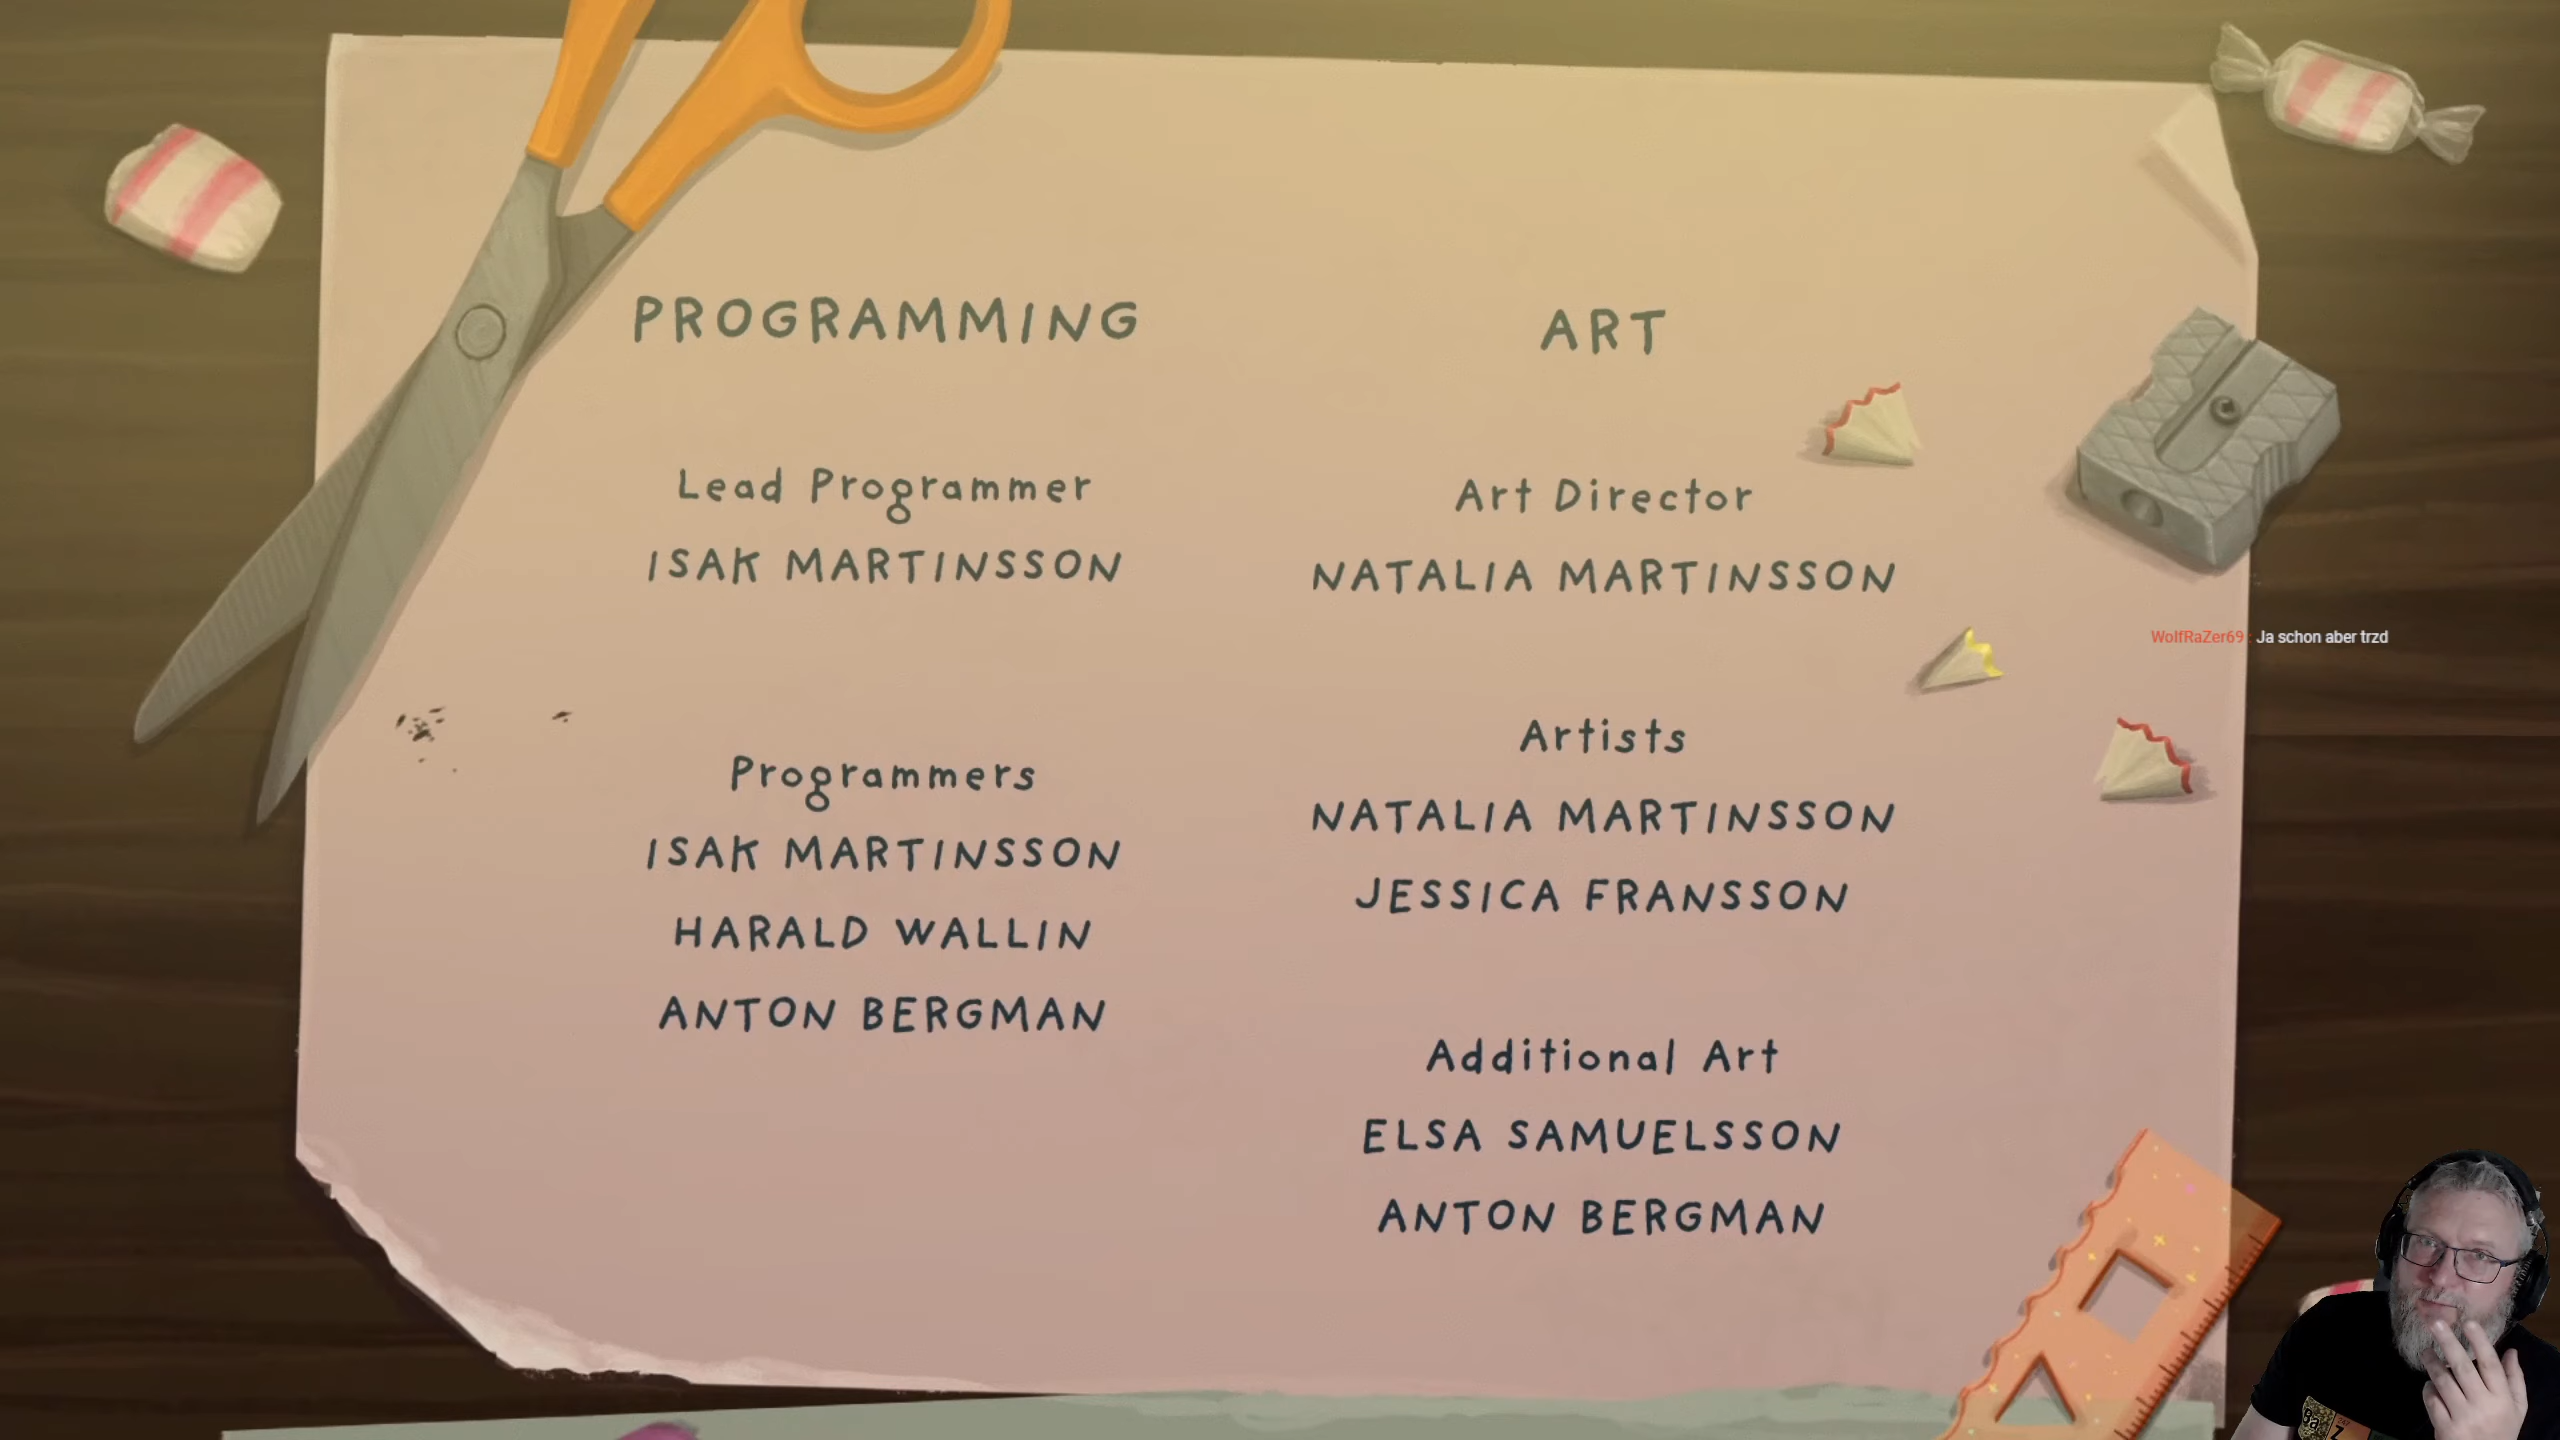 PROGRAMMING
Lead Programmer
ISAK MARTINSSON
Programmers
ISAK MARTINSSON
HARALD WALLIN
ANTON BERGMAN
ART
Art Director
NATALIA MARTINSSON
Artists
NATALIA MARTINSSON
JESSICA FRANSSON
Additional Art
ELSA SAMUELSSON
ANTON BERGMAN
WolfRaZer69 : Ja schon aber trzd